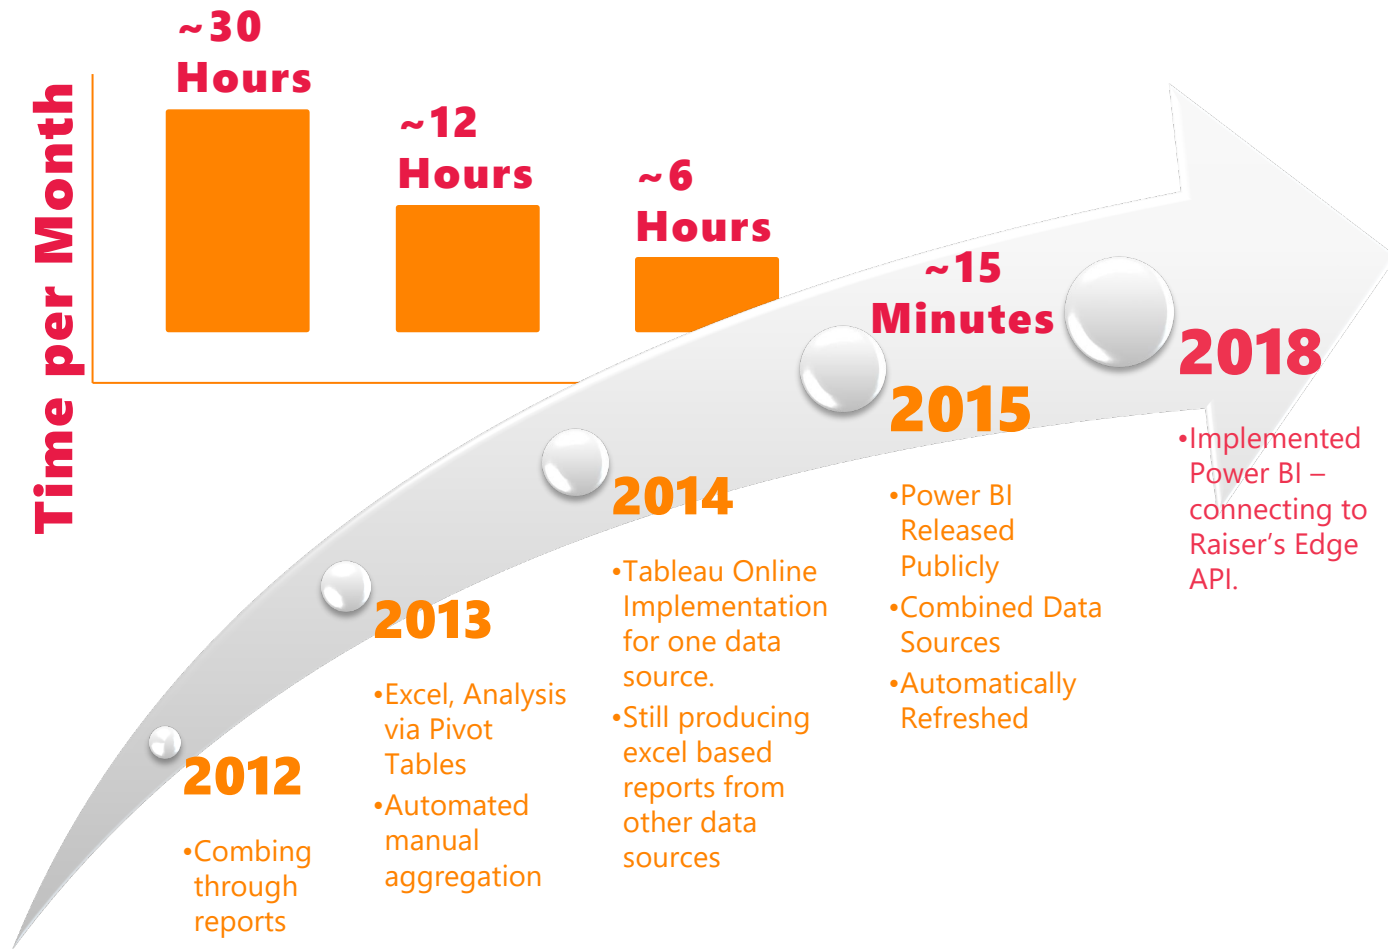 Time per Month
~30
Hours
~12
Hours
~6
Hours
~15
Minutes
2012
•Combing
through
reports
2013
•Excel, Analysis
via Pivot
Tables
•Automated
manual
aggregation
2014
•Tableau Online
Implementation
for one data
source.
•Still producing
excel based
reports from
other data
sources
2015
•Power BI
Released
Publicly
•Combined Data
Sources
•Automatically
Refreshed
2018
•Implemented
Power BI –
connecting to
Raiser’s Edge
API.